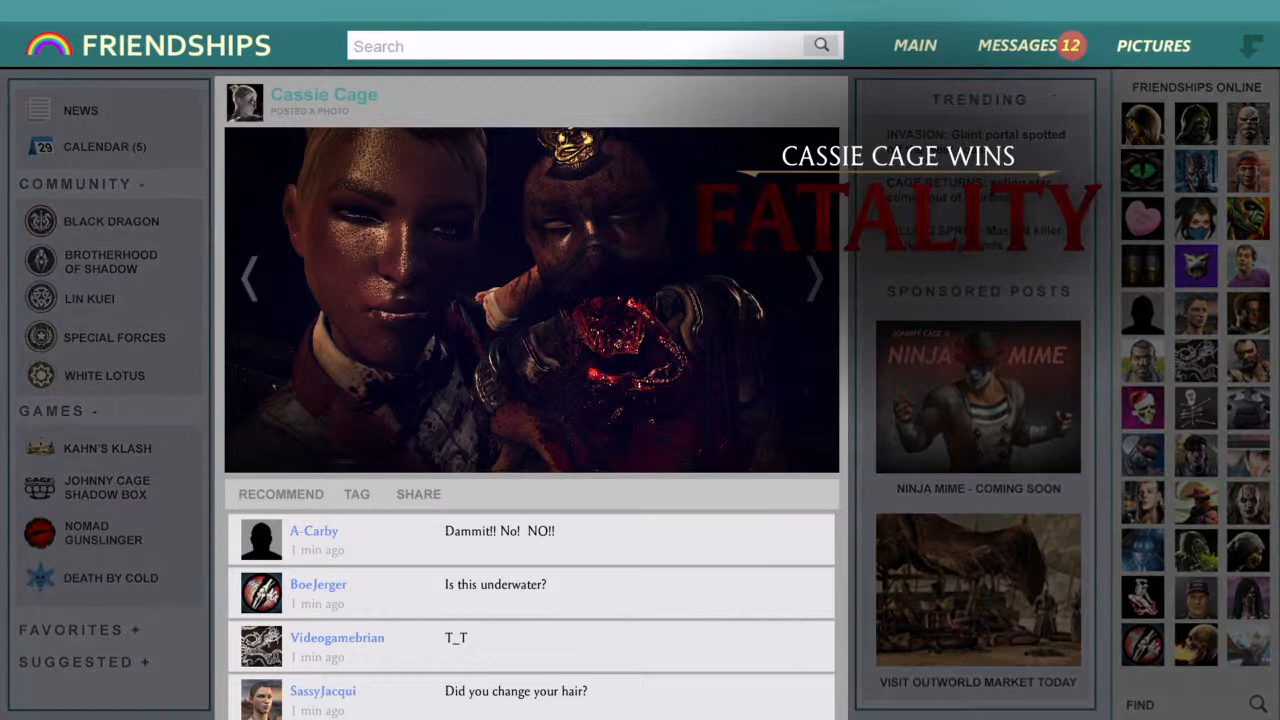 FRIENDSHIPS
Search
MAIN
MESSAGES 12
PICTURES
NEWS
29
CALENDAR (5)
COMMUNITY -
BLACK DRAGON
BROTHERHOOD
OF SHADOW
LIN KUEI
SPECIAL FORCES
WHITE LOTUS
GAMES -
KAHN'S KLASH
JOHNNY CAGE
SHADOW BOX
NOMAD
GUNSLINGER
DEATH BY COLD
FAVORITES +
SUGGESTED +
Cassie Cage
POSTED A PHOTO
CASSIE CAGE WINS
FATALITY
RECOMMEND
TAG
SHARE
A-Carby
Dammit!! No! NO!!
1 min ago
BoeJerger
Is this underwater?
1 min ago
Videogamebrian
T_T
1 min ago
SassyJacqui
Did you change your hair?
1 min ago
TRENDING
INVASION: Giant portal spotted
CAGE RETURNS:
killer
SPONSORED POSTS
JOHNNY CAGE
NINJA MIME
NINJA MIME - COMING SOON
VISIT OUTWORLD MARKET TODAY
FRIENDSHIPS ONLINE
FIND